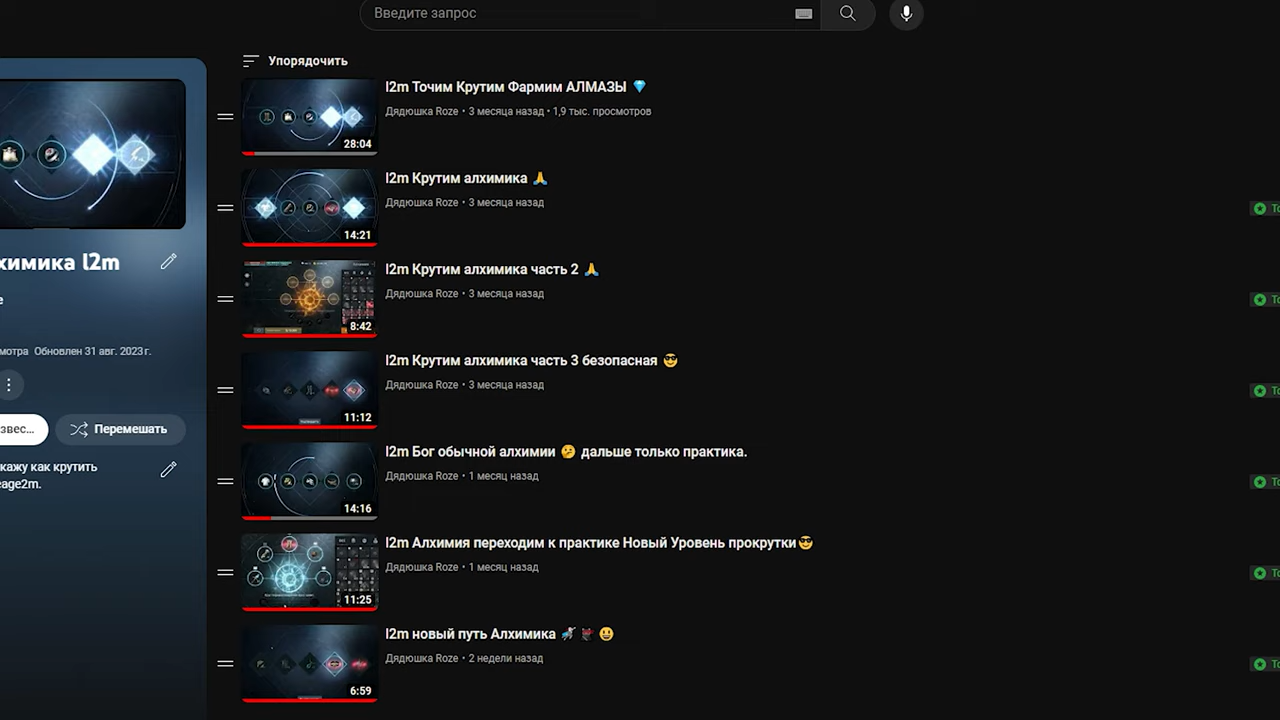 Введите запрос
Упорядочить
l2m Точим Крутим Фармим АЛМАЗЫ 💎
Дядюшка Roze • 3 месяца назад • 1,9 тыс. просмотров
28:04
l2m Крутим алхимика 🙏
Дядюшка Roze • 3 месяца назад
14:21
l2m Крутим алхимика часть 2 🙏
Дядюшка Roze • 3 месяца назад
8:42
l2m Крутим алхимика часть 3 безопасная 😎
Дядюшка Roze • 3 месяца назад
11:12
l2m Бог обычной алхимии 🤔 дальше только практика.
Дядюшка Roze • 1 месяц назад
14:16
l2m Алхимия переходим к практике Новый Уровень прокрутки😎
Дядюшка Roze • 1 месяц назад
11:25
l2m новый путь Алхимика 😃
Дядюшка Roze • 2 недели назад
6:59
химика l2m
е
мотра Обновлен 31 авг. 2023 г.
звес...
Перемешать
кажу как крутить
eage2m.